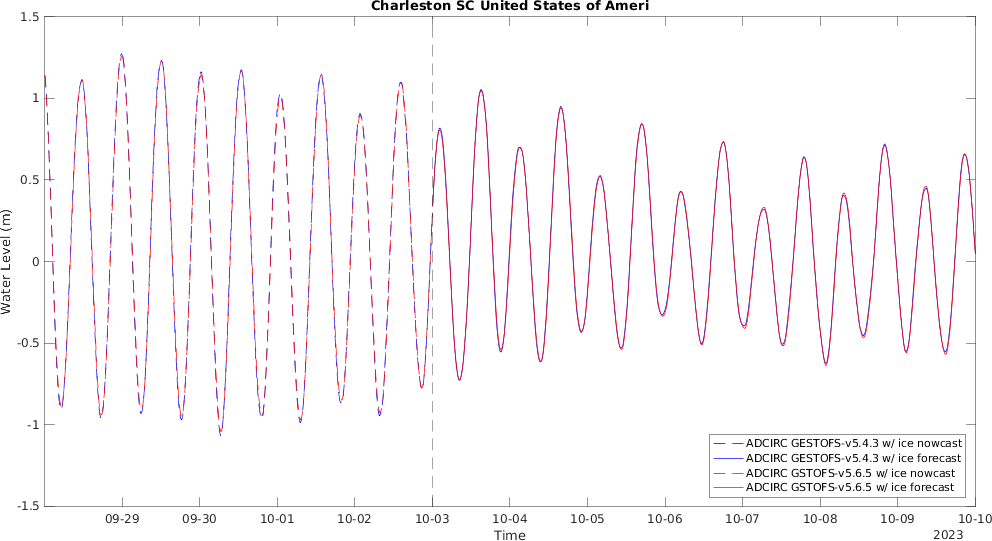 Charleston SC United States of Ameri
1.5
1
0.5
0
-0.5
-1
-1.5
Water Level (m)
ADCIRC GESTOFS-v5.4.3 w/ ice nowcast
ADCIRC GESTOFS-v5.4.3 w/ ice forecast
ADCIRC GSTOFS-v5.6.5 w/ ice nowcast
ADCIRC GSTOFS-v5.6.5 w/ ice forecast
09-29 09-30 10-01 10-02 10-03 10-04 10-05 10-06 10-07 10-08 10-09 10-10
Time
2023